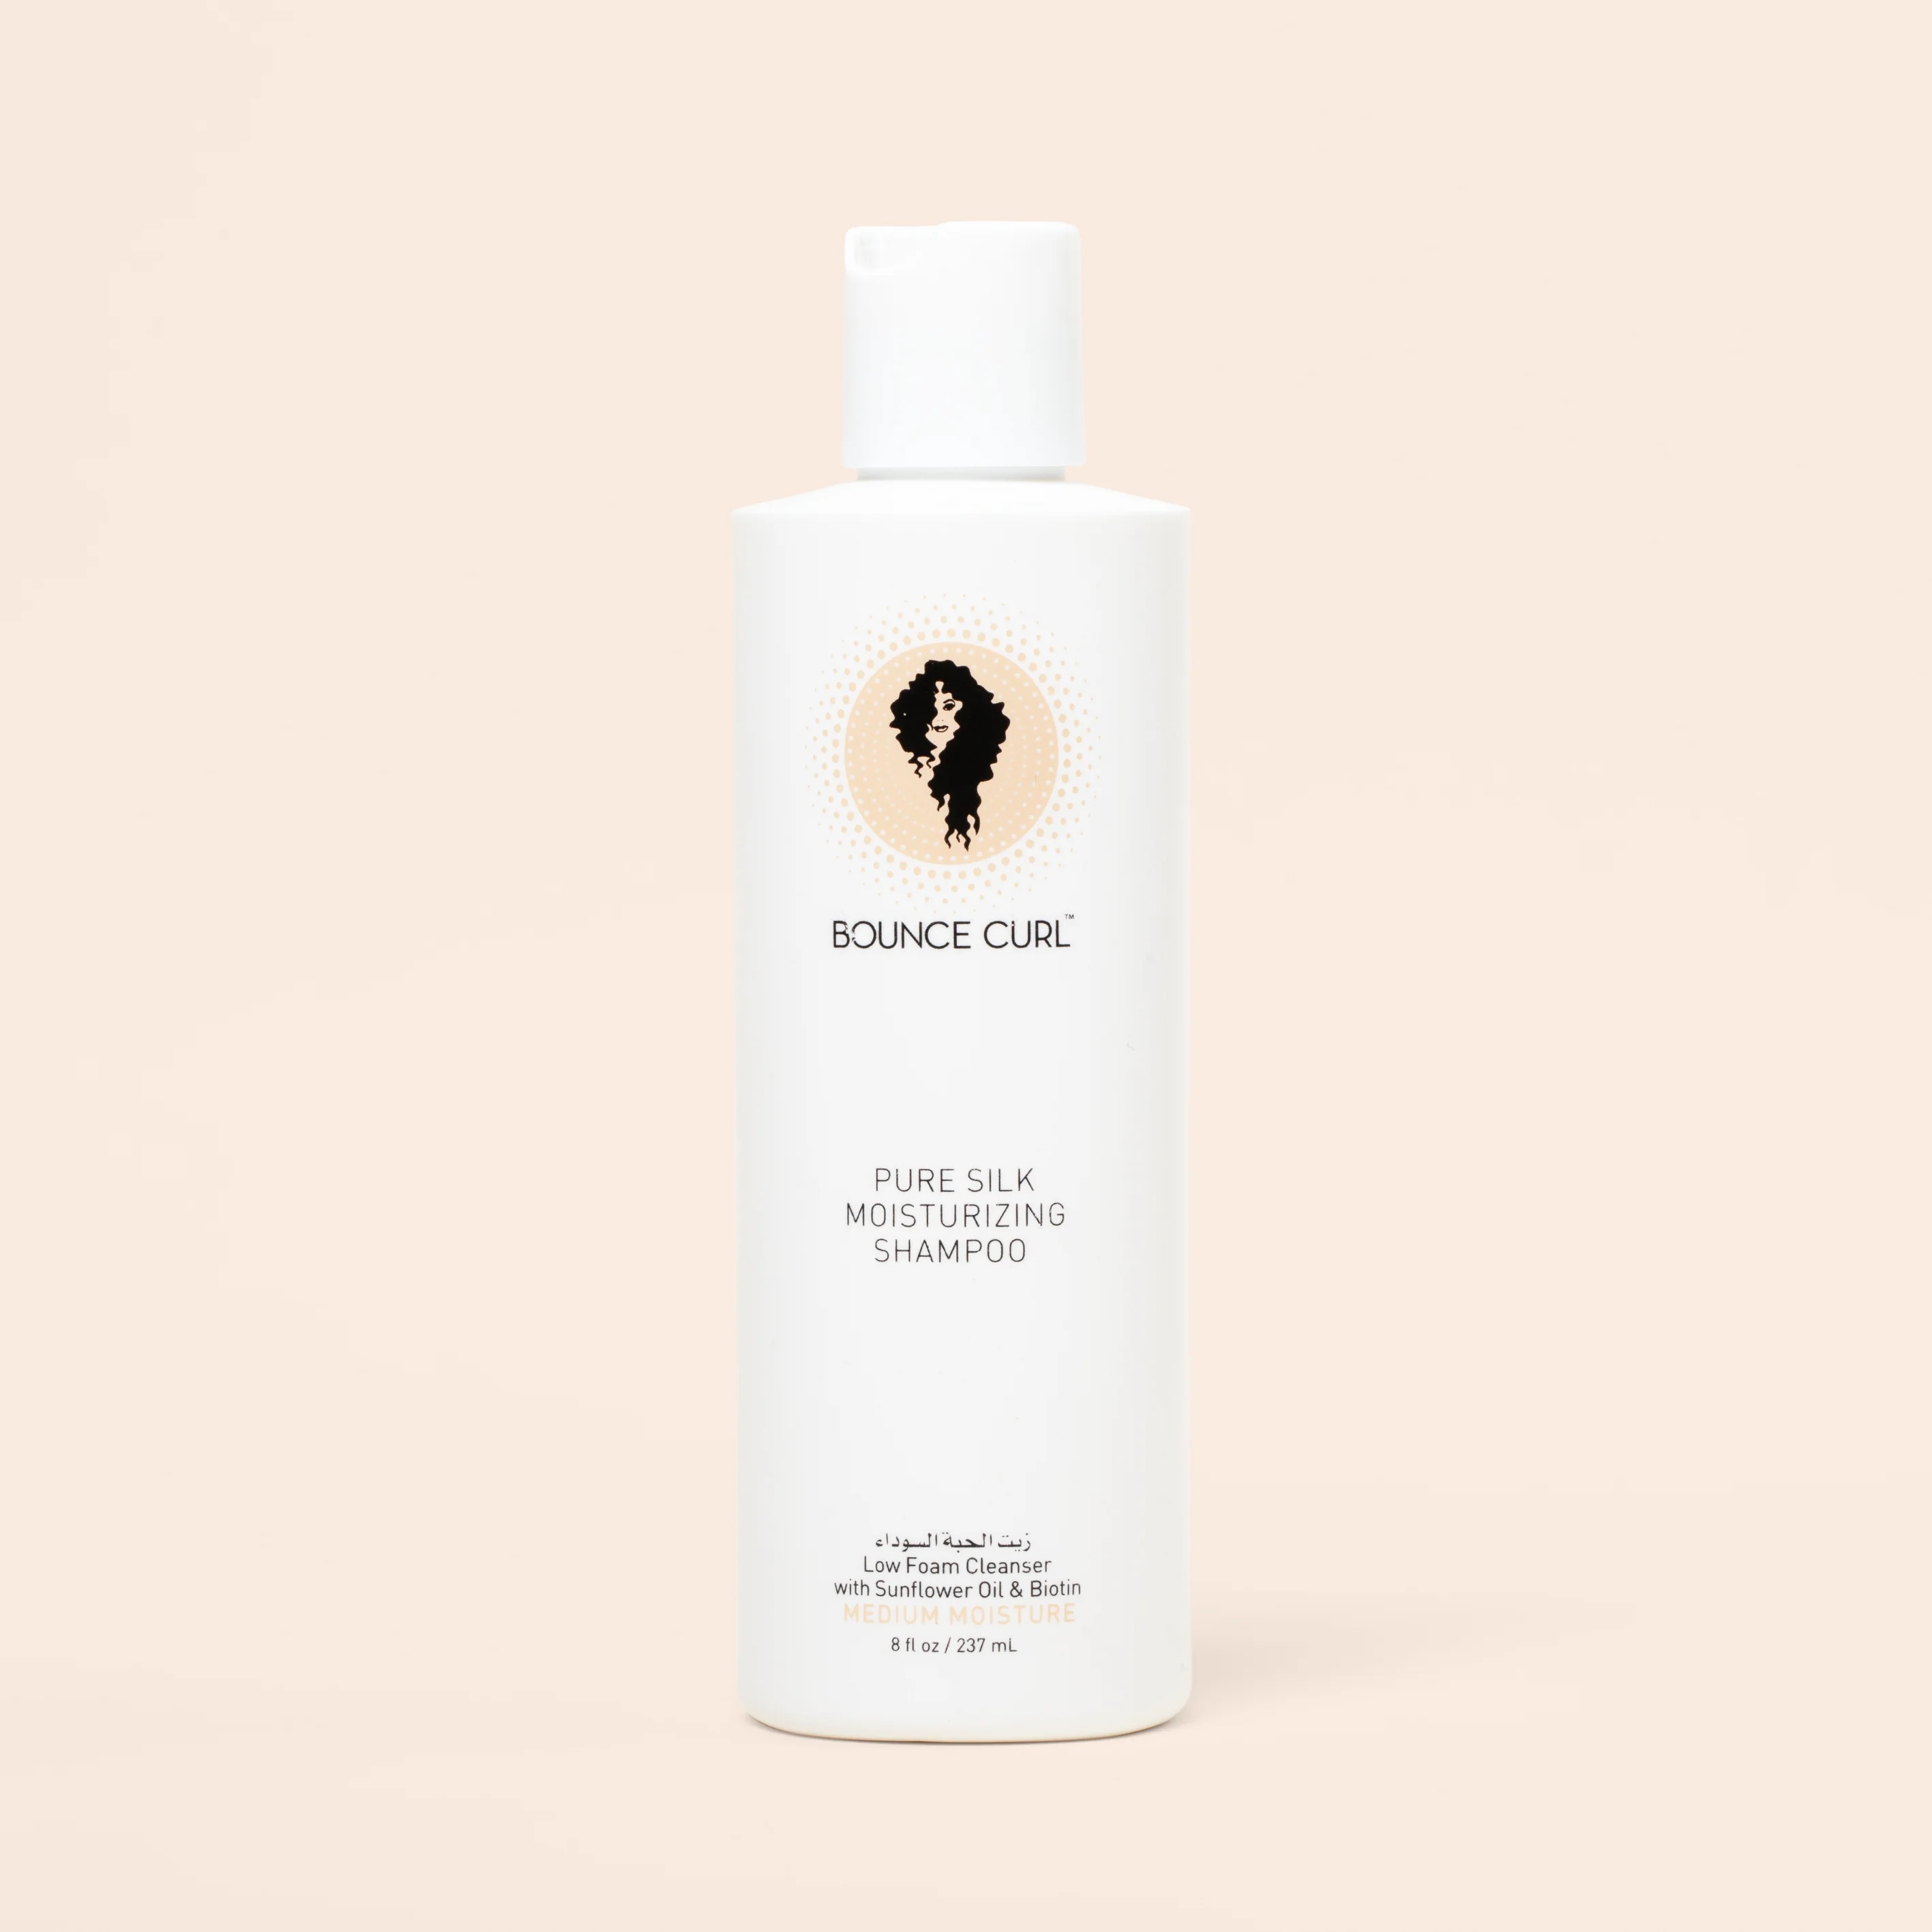 BOUNCE CURL™
PURE SILK
MOISTURIZING
SHAMPOO
زيت الحبة السوداء
Low Foam Cleanser
with Sunflower Oil & Biotin
MEDIUM MOISTURE
8 fl oz / 237 mL